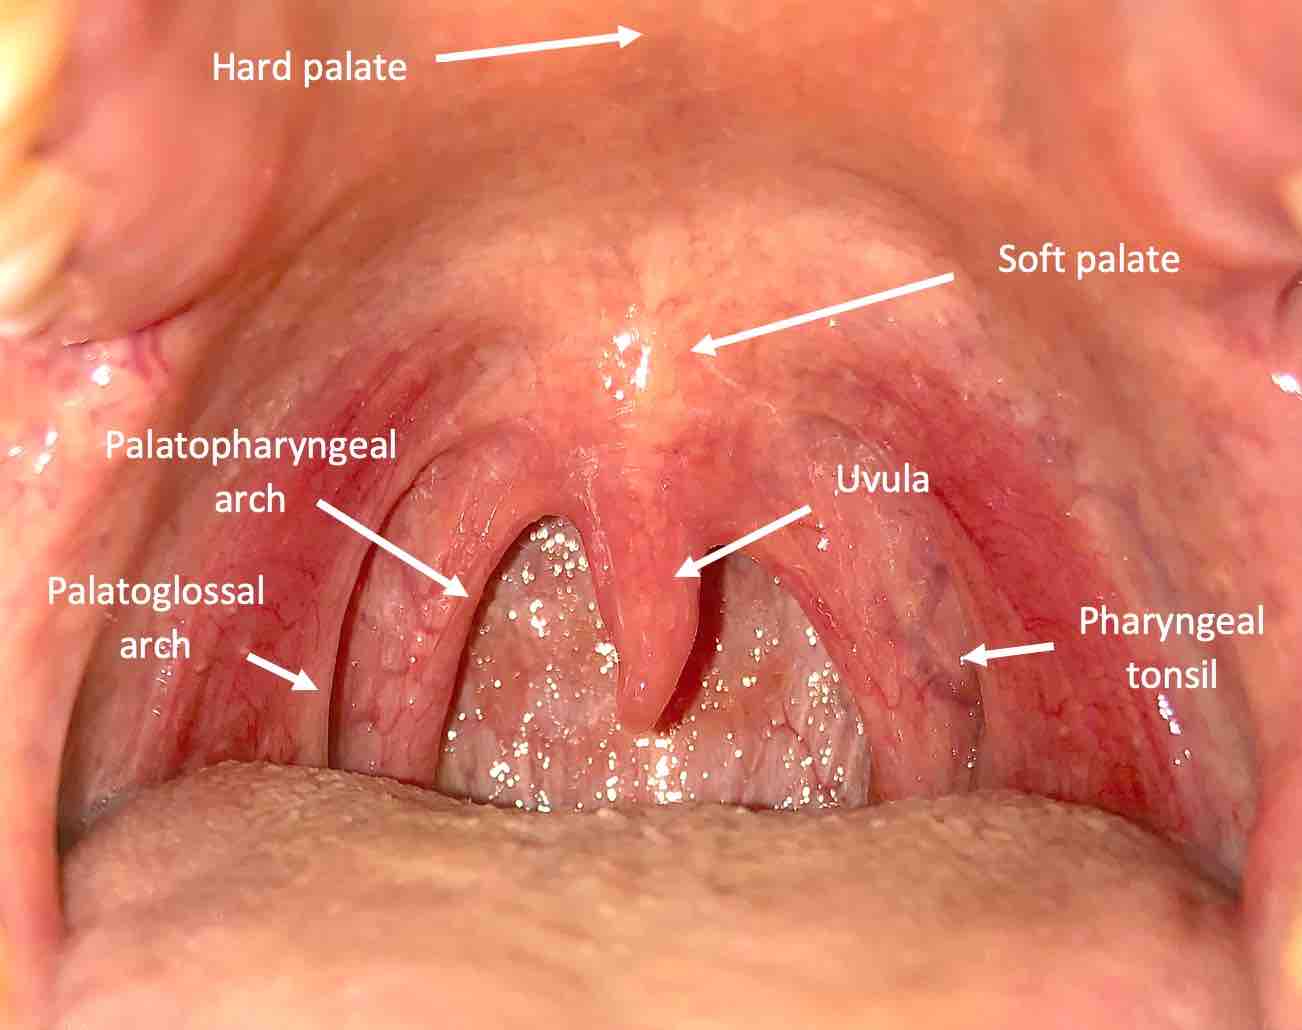 Hard palate
Soft palate
Palatopharyngeal
arch
Uvula
Palatoglossal
arch
Pharyngeal
tonsil